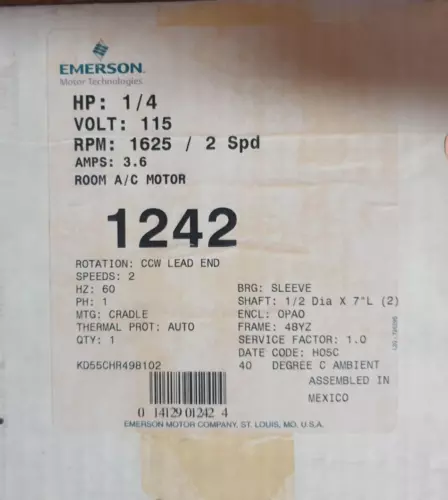 EMERSON
Motor Technologies
HP: 1/4
VOLT: 115
RPM: 1625 / 2 Spd
AMPS: 3.6
ROOM A/C MOTOR
1242
ROTATION: CCW LEAD END
SPEEDS: 2
HZ: 60 BRG: SLEEVE
PH: 1 SHAFT: 1/2 Dia X 7"L (2)
MTG: CRADLE ENCL: OPAO
THERMAL PROT: AUTO FRAME: 48YZ
QTY: 1 SERVICE FACTOR: 1.0
DATE CODE: H05C
KD55CHR498102 40 DEGREE C AMBIENT
ASSEMBLED IN
MEXICO
0 14129 01242 4
EMERSON MOTOR COMPANY, ST. LOUIS, MO, U.S.A.